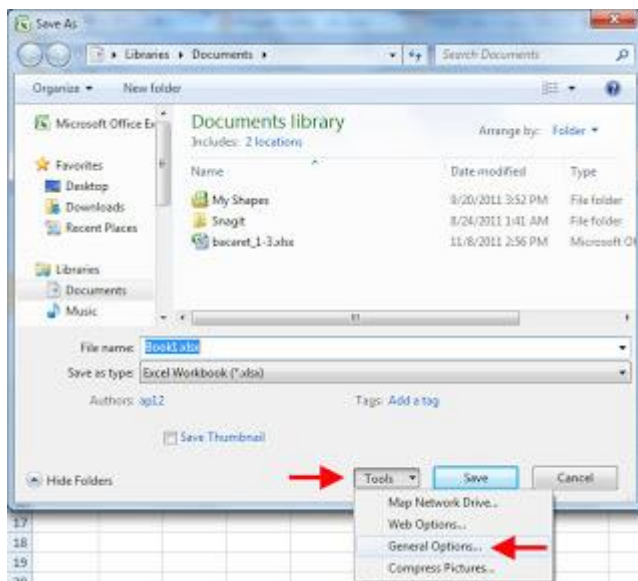 Save As
Libraries Documents Search Documents
Organize New folder
Microsoft Office Ex
Documents library
Includes: 2 locations
Arrange by: Folder
Favorites
Desktop
Downloads
Recent Places
Libraries
Documents
Music
Name Date modified Type
My Shapes 9/20/2011 3:52 PM File folder
Snagit 8/24/2011 1:41 AM File folder
bacaret_1-3.xlsx 11/8/2011 2:56 PM Microsoft Of
File name: Book1.xlsx
Save as type: Excel Workbook (*.xlsx)
Authors: ap12 Tags: Add a tag
Save Thumbnail
Hide Folders Tools Save Cancel
Map Network Drive...
Web Options...
General Options...
Compress Pictures...
17
18
19